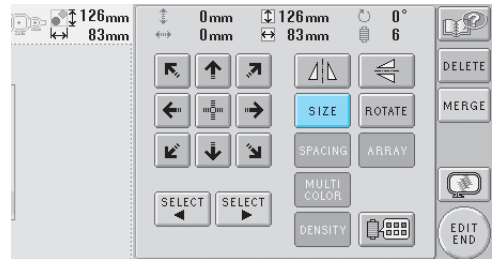 126mm 0mm 126mm 0°
83mm 0mm 83mm 6
DELETE
SIZE ROTATE MERGE
SPACING ARRAY
MULTI
COLOR
SELECT SELECT
DENSITY
EDIT
END